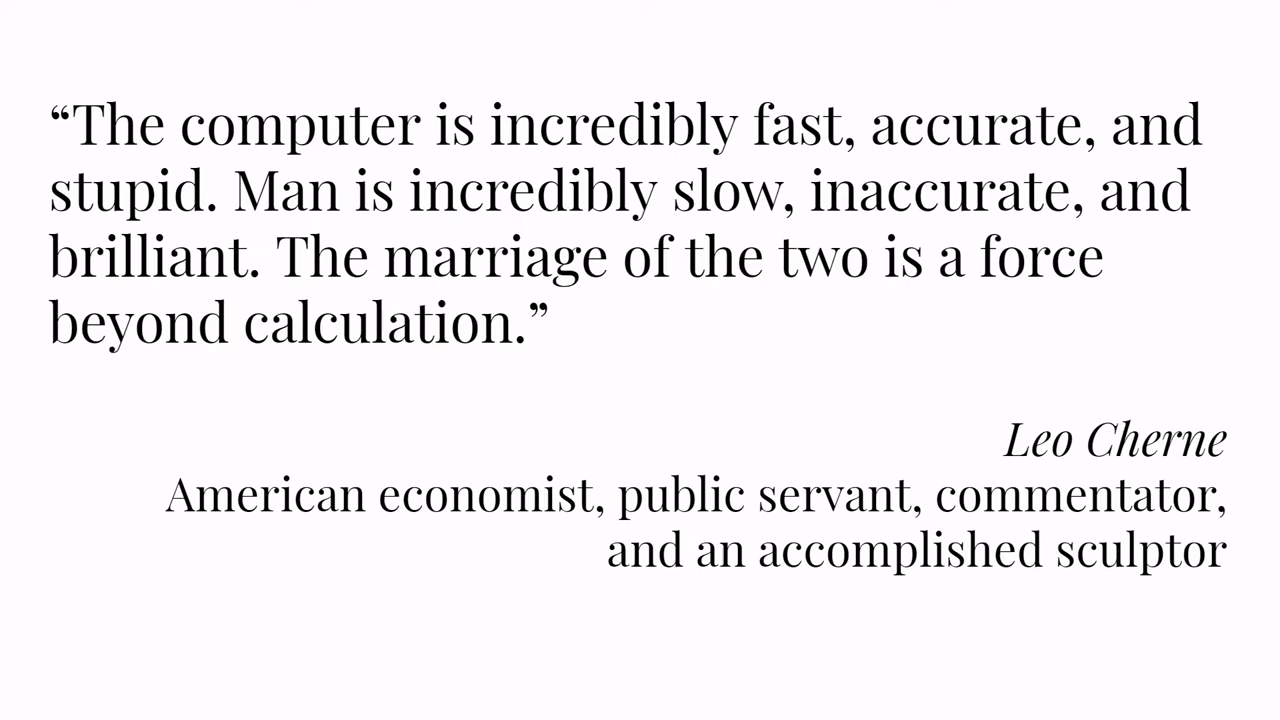 “The computer is incredibly fast, accurate, and
stupid. Man is incredibly slow, inaccurate, and
brilliant. The marriage of the two is a force
beyond calculation.”
Leo Cherne
American economist, public servant, commentator,
and an accomplished sculptor